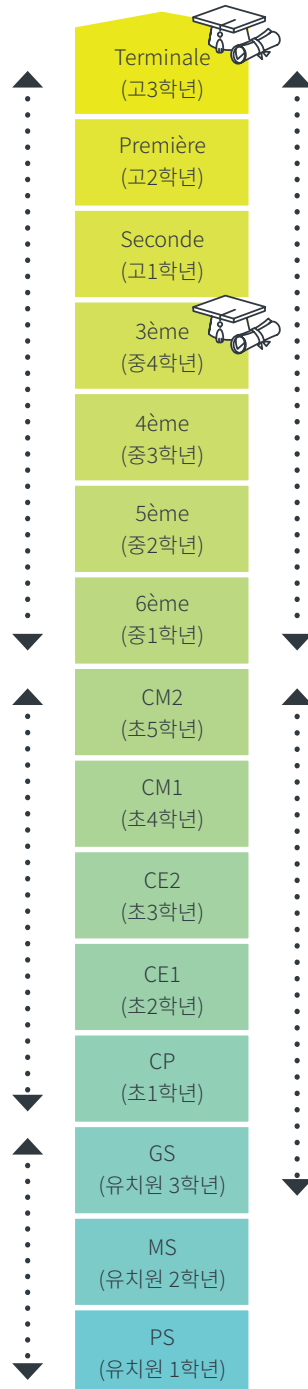 Terminale
(고3학년)
Première
(고2학년)
Seconde
(고1학년)
3ème
(중4학년)
4ème
(중3학년)
5ème
(중2학년)
6ème
(중1학년)
CM2
(초5학년)
CM1
(초4학년)
CE2
(초3학년)
CE1
(초2학년)
CP
(초1학년)
GS
(유치원 3학년)
MS
(유치원 2학년)
PS
(유치원 1학년)